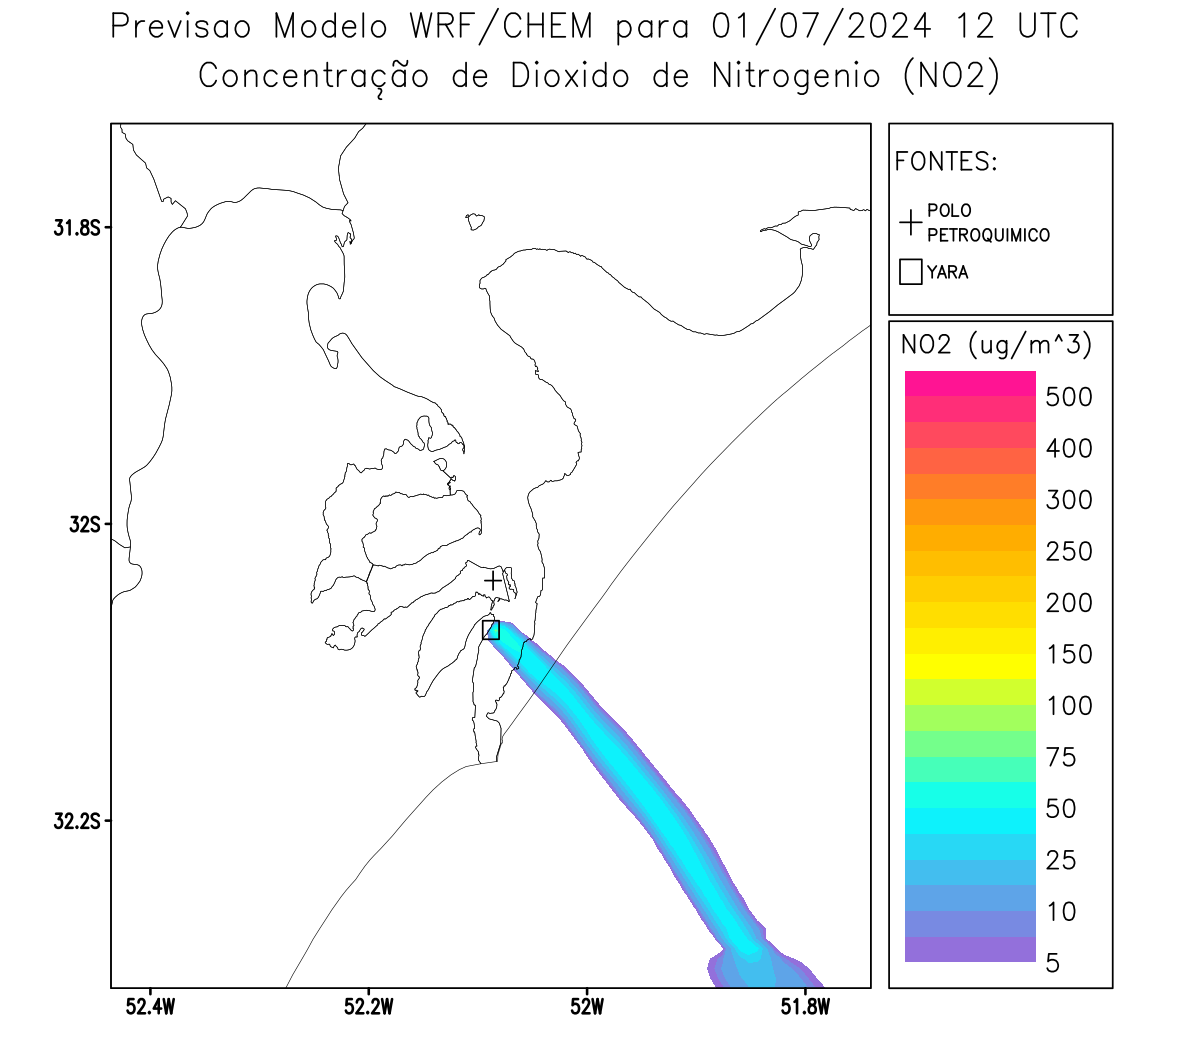 Previsao Modelo WRF/CHEM para 01/07/2024 12 UTC
Concentração de Dioxido de Nitrogenio (NO2)
FONTES:
POLO
PETROQUIMICO
YARA
NO2 (ug/m^3)
500
400
300
250
200
150
100
75
50
25
10
5
31.8S
32S
32.2S
52.4W
52.2W
52W
51.8W